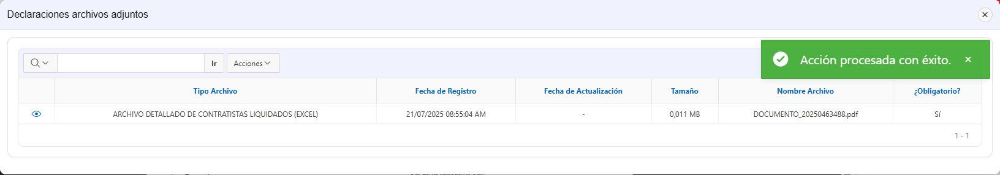 Declaraciones archivos adjuntos
Ir
Acciones
Acción procesada con éxito.
Tipo Archivo Fecha de Registro Fecha de Actualización Tamaño Nombre Archivo ¿Obligatorio?
ARCHIVO DETALLADO DE CONTRATISTAS LIQUIDADOS (EXCEL) 21/07/2025 08:55:04 AM - 0,011 MB DOCUMENTO_20250463488.pdf Sí
1 - 1